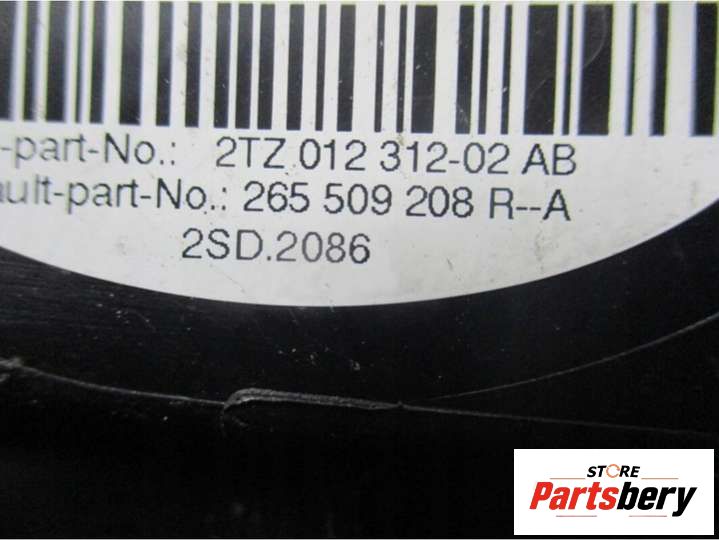 -part-No.: 2TZ 012 312-02 AB
ault-part-No.: 265 509 208 R--A
2SD.2086
STORE
Partsbery